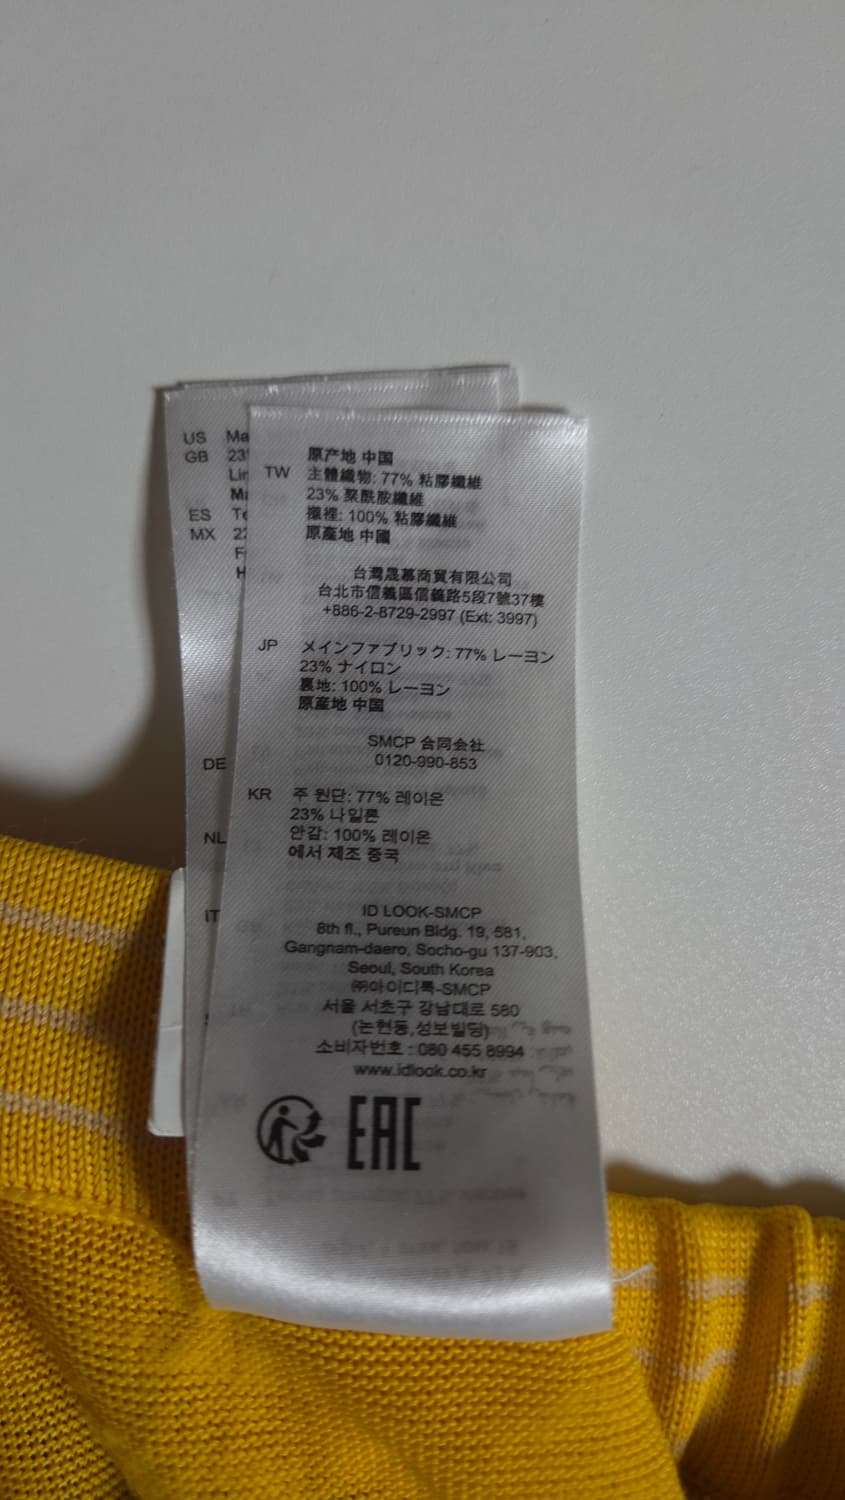 US Ma
GB 23
Lin
Ma
ES Te
MX 23
F
H
DE
NL
IT
原产地 中国
TW 主體織物: 77% 粘膠纖維
23% 聚酰胺纖維
襯裡: 100% 粘膠纖維
原產地 中國
台灣晟慕商貿有限公司
台北市信義區信義路5段7號37樓
+886-2-8729-2997 (Ext: 3997)
JP メインファブリック: 77% レーヨン
23% ナイロン
裏地: 100% レーヨン
原産地 中国
SMCP 合同会社
0120-990-853
KR 주 원단: 77% 레이온
23% 나일론
안감: 100% 레이온
에서 제조 중국
ID LOOK-SMCP
8th fl., Pureun Bldg. 19, 581,
Gangnam-daero, Socho-gu 137-903,
Seoul, South Korea
㈜아이디룩-SMCP
서울 서초구 강남대로 580
(논현동,성보빌딩)
소비자번호 : 080 455 8994
www.idlook.co.kr
EAC